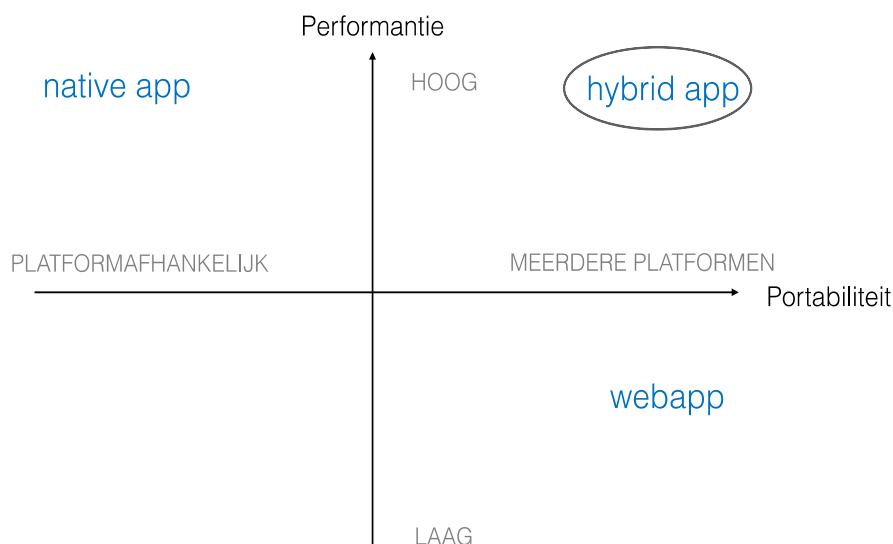 Performantie
native app
HOOG
hybrid app
PLATFORMAFHANKELIJK
MEERDERE PLATFORMEN
Portabiliteit
webapp
LAAG